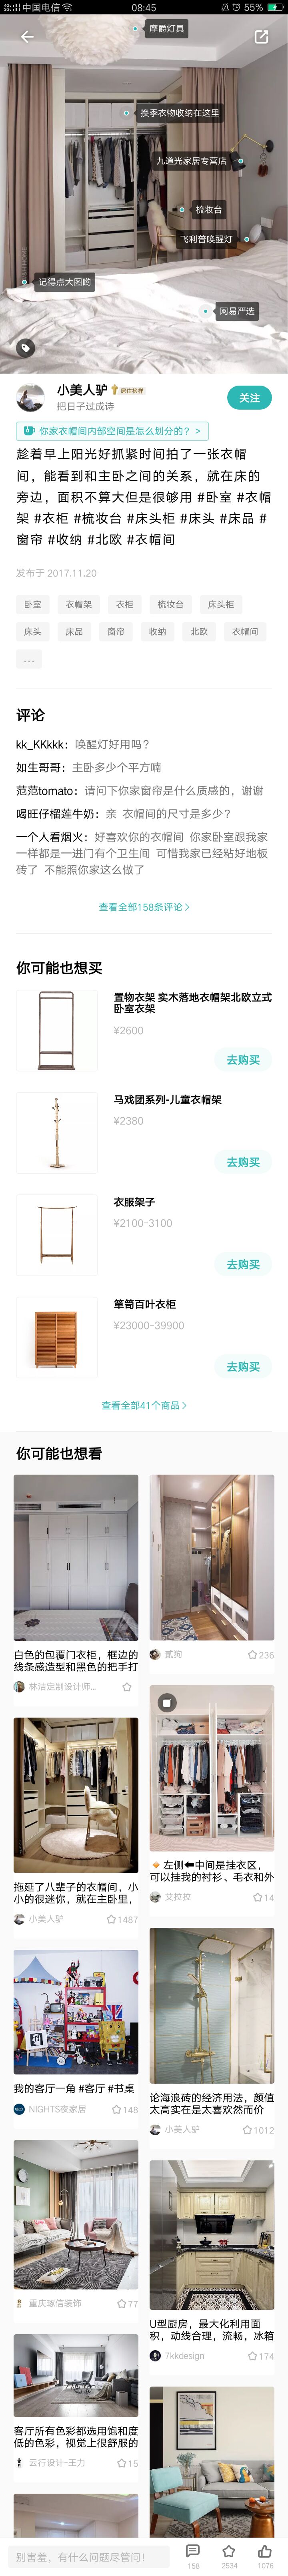 中国电信
08:45
55%
摩爵灯具
换季衣物收纳在这里
九道光家居专营店
梳妆台
飞利普唤醒灯
记得点大图哟
网易严选
小美人驴 居住榜样
把日子过成诗
关注
你家衣帽间内部空间是怎么划分的? >
趁着早上阳光好抓紧时间拍了一张衣帽
间,能看到和主卧之间的关系,就在床的
旁边,面积不算大但是很够用 #卧室 #衣帽
架 #衣柜 #梳妆台 #床头柜 #床头 #床品 #
窗帘 #收纳 #北欧 #衣帽间
发布于 2017.11.20
卧室 衣帽架 衣柜 梳妆台 床头柜
床头 床品 窗帘 收纳 北欧 衣帽间
...
评论
kk_KKkkk:唤醒灯好用吗?
如生哥哥:主卧多少个平方喃
范范tomato:请问下你家窗帘是什么质感的,谢谢
喝旺仔榴莲牛奶:亲 衣帽间的尺寸是多少?
一个人看烟火:好喜欢你的衣帽间 你家卧室跟我家
一样都是一进门有个卫生间 可惜我家已经粘好地板
砖了 不能照你家这么做了
查看全部158条评论>
你可能也想买
置物衣架 实木落地衣帽架北欧立式
卧室衣架
¥2600
去购买
马戏团系列-儿童衣帽架
¥2380
去购买
衣服架子
¥2100-3100
去购买
箪笥百叶衣柜
¥23000-39900
去购买
查看全部41个商品>
你可能也想看
白色的包覆门衣柜,框边的
线条感造型和黑色的把手打
林洁定制设计师...
贰狗
236
拖延了八辈子的衣帽间,小
小的很迷你,就在主卧里,
小美人驴
1487
左侧⬅中间是挂衣区,
可以挂我的衬衫、毛衣和外
艾拉拉
14
我的客厅一角 #客厅 #书桌
NIGHTS夜家居
148
论海浪砖的经济用法,颜值
太高实在是太喜欢然而价
小美人驴
1012
重庆琢信装饰
77
U型厨房,最大化利用面
积,动线合理,流畅,冰箱
7kkdesign
174
客厅所有色彩都选用饱和度
低的色彩,视觉上很舒服的
云行设计-王力
15
别害羞,有什么问题尽管问!
158
2534
1076